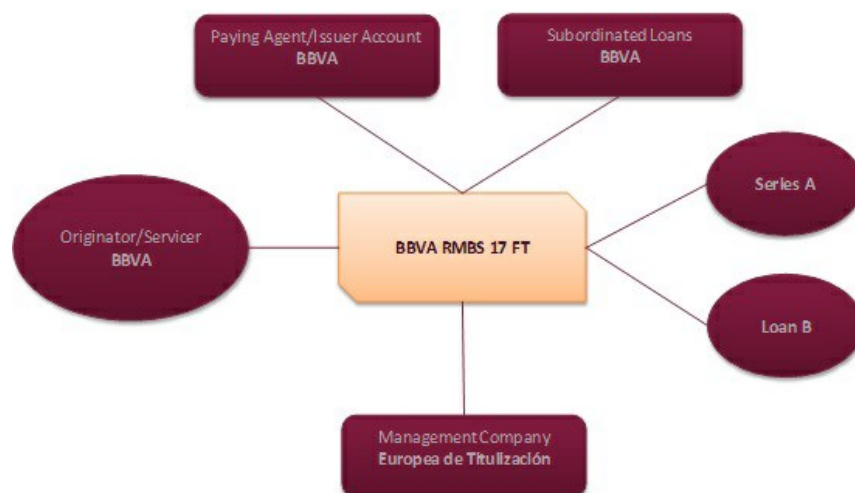 Paying Agent/Issuer Account
BBVA
Subordinated Loans
BBVA
Series A
Originator/Servicer
BBVA
BBVA RMBS 17 FT
Loan B
Management Company
Europea de Titulización